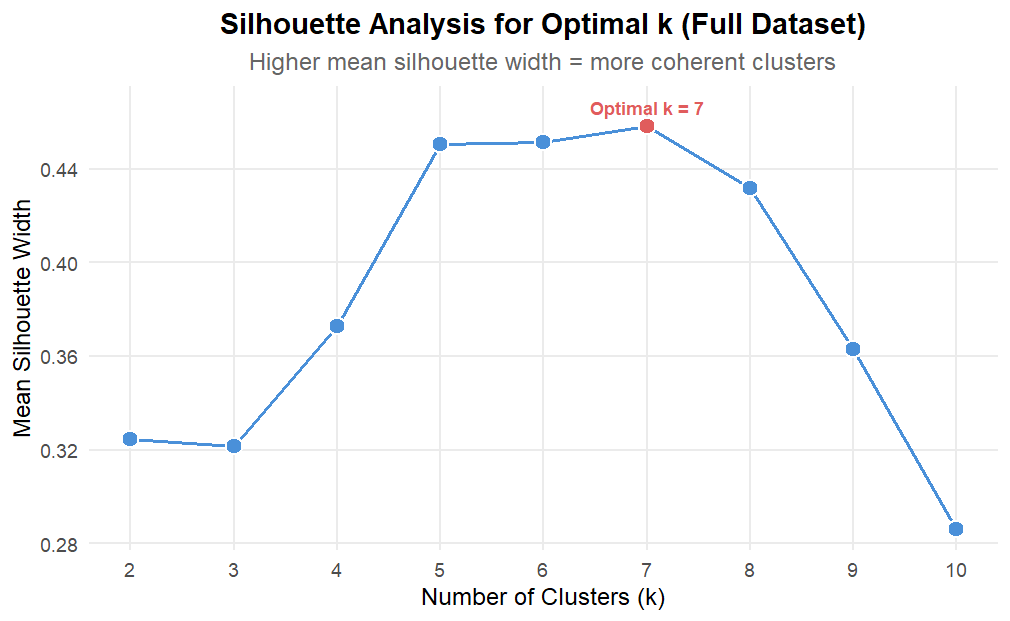 Silhouette Analysis for Optimal k (Full Dataset)
Higher mean silhouette width = more coherent clusters
Optimal k = 7
Mean Silhouette Width
0.44
0.40
0.36
0.32
0.28
2 3 4 5 6 7 8 9 10
Number of Clusters (k)